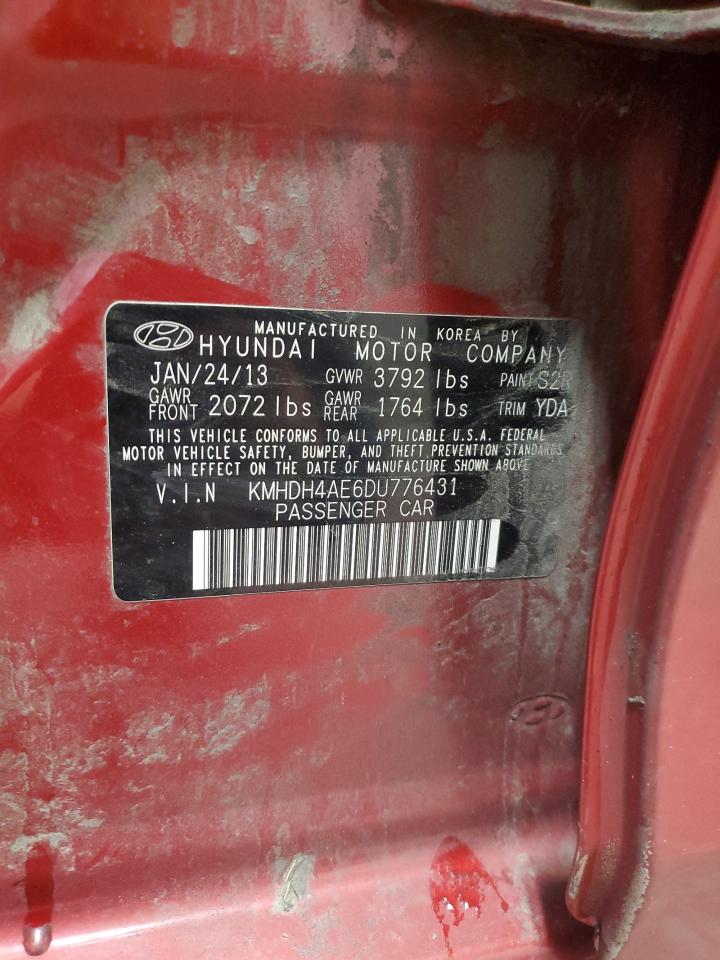 MANUFACTURED IN KOREA BY
HYUNDAI MOTOR COMPANY
JAN/24/13 GVWR 3792 lbs PAINT
GAWR FRONT 2072 lbs GAWR REAR 1764 lbs TRIM YDA
THIS VEHICLE CONFORMS TO ALL APPLICABLE U.S.A. FEDERAL
MOTOR VEHICLE SAFETY, BUMPER, AND THEFT PREVENTION STANDARDS
IN EFFECT ON THE DATE OF MANUFACTURE SHOWN ABOVE
V.I.N KMHDH4AE6DU776431
PASSENGER CAR